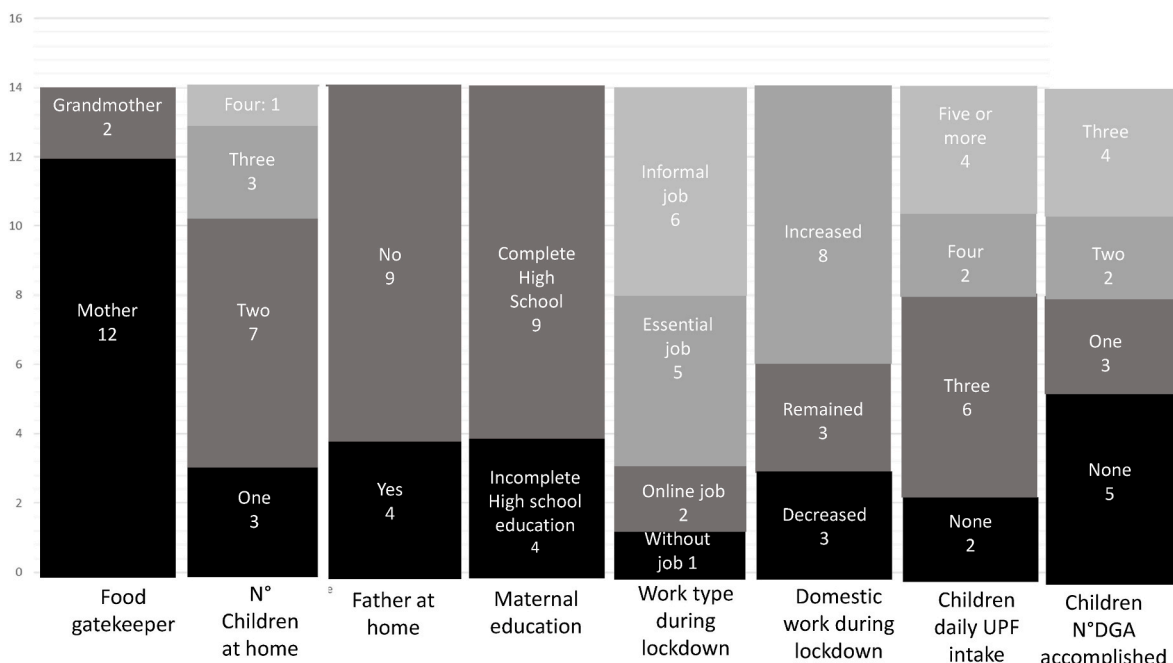 16
14
12
10
8
6
4
2
0
Grandmother
2
Mother
12
Four: 1
Three
3
Two
7
One
3
No
9
Yes
4
Complete
High
School
9
Incomplete
High school
education
4
Informal
job
6
Essential
job
5
Online job
2
Without
job 1
Increased
8
Remained
3
Decreased
3
Five or
more
4
Four
2
Three
6
None
2
Three
4
Two
2
One
3
None
5
Food
gatekeeper
N°
Children
at home
e
Father at
home
Maternal
education
Work type
during
lockdown
Domestic
work during
lockdown
Children
daily UPF
intake
Children
N°DGA
accomplished